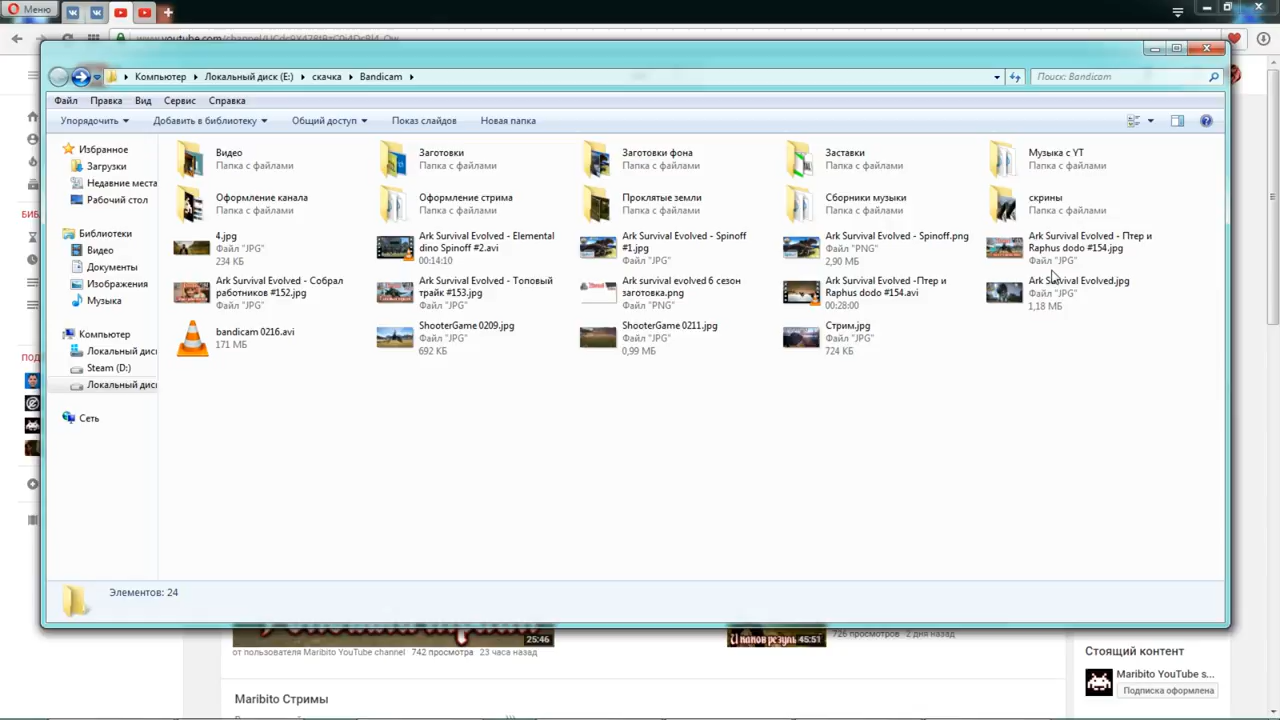 Меню
Компьютер
Локальный диск (E:)
скачка
Bandicam
Поиск: Bandicam
Файл Правка Вид Сервис Справка
Упорядочить Добавить в библиотеку Общий доступ Показ слайдов Новая папка
Избранное
Загрузки
Недавние места
Рабочий стол
Библиотеки
Видео
Документы
Изображения
Музыка
Компьютер
Локальный дис
Steam (D:)
Локальный дис
Сеть
Видео
Папка с файлами
Заготовки
Папка с файлами
Заготовки фона
Папка с файлами
Заставки
Папка с файлами
Музыка с YT
Папка с файлами
Оформление канала
Папка с файлами
Оформление стрима
Папка с файлами
Проклятые земли
Папка с файлами
Сборники музыки
Папка с файлами
скрины
Папка с файлами
4.jpg
Файл "JPG"
234 КБ
Ark Survival Evolved - Elemental
dino Spinoff #2.avi
00:14:10
Ark Survival Evolved - Spinoff
#1.jpg
Файл "JPG"
Ark Survival Evolved - Spinoff.png
Файл "PNG"
2,90 МБ
Ark Survival Evolved - Птер и
Raphus dodo #154.jpg
Файл "JPG"
Ark Survival Evolved - Собрал
работников #152.jpg
Файл "JPG"
Ark Survival Evolved - Топовый
трайк #153.jpg
Файл "JPG"
Ark survival evolved 6 сезон
заготовка.png
Файл "PNG"
Ark Survival Evolved -Птер и
Raphus dodo #154.avi
00:28:00
Ark Survival Evolved.jpg
Файл "JPG"
1,18 МБ
bandicam 0216.avi
171 МБ
ShooterGame 0209.jpg
Файл "JPG"
692 КБ
ShooterGame 0211.jpg
Файл "JPG"
0,99 МБ
Стрим.jpg
Файл "JPG"
724 КБ
Элементов: 24
25:46
от пользователя Maribito YouTube channel 742 просмотра 23 часа назад
45:51
726 просмотров 2 дня назад
Maribito Стримы
Стоящий контент
Maribito YouTube s...
Подписка оформлена